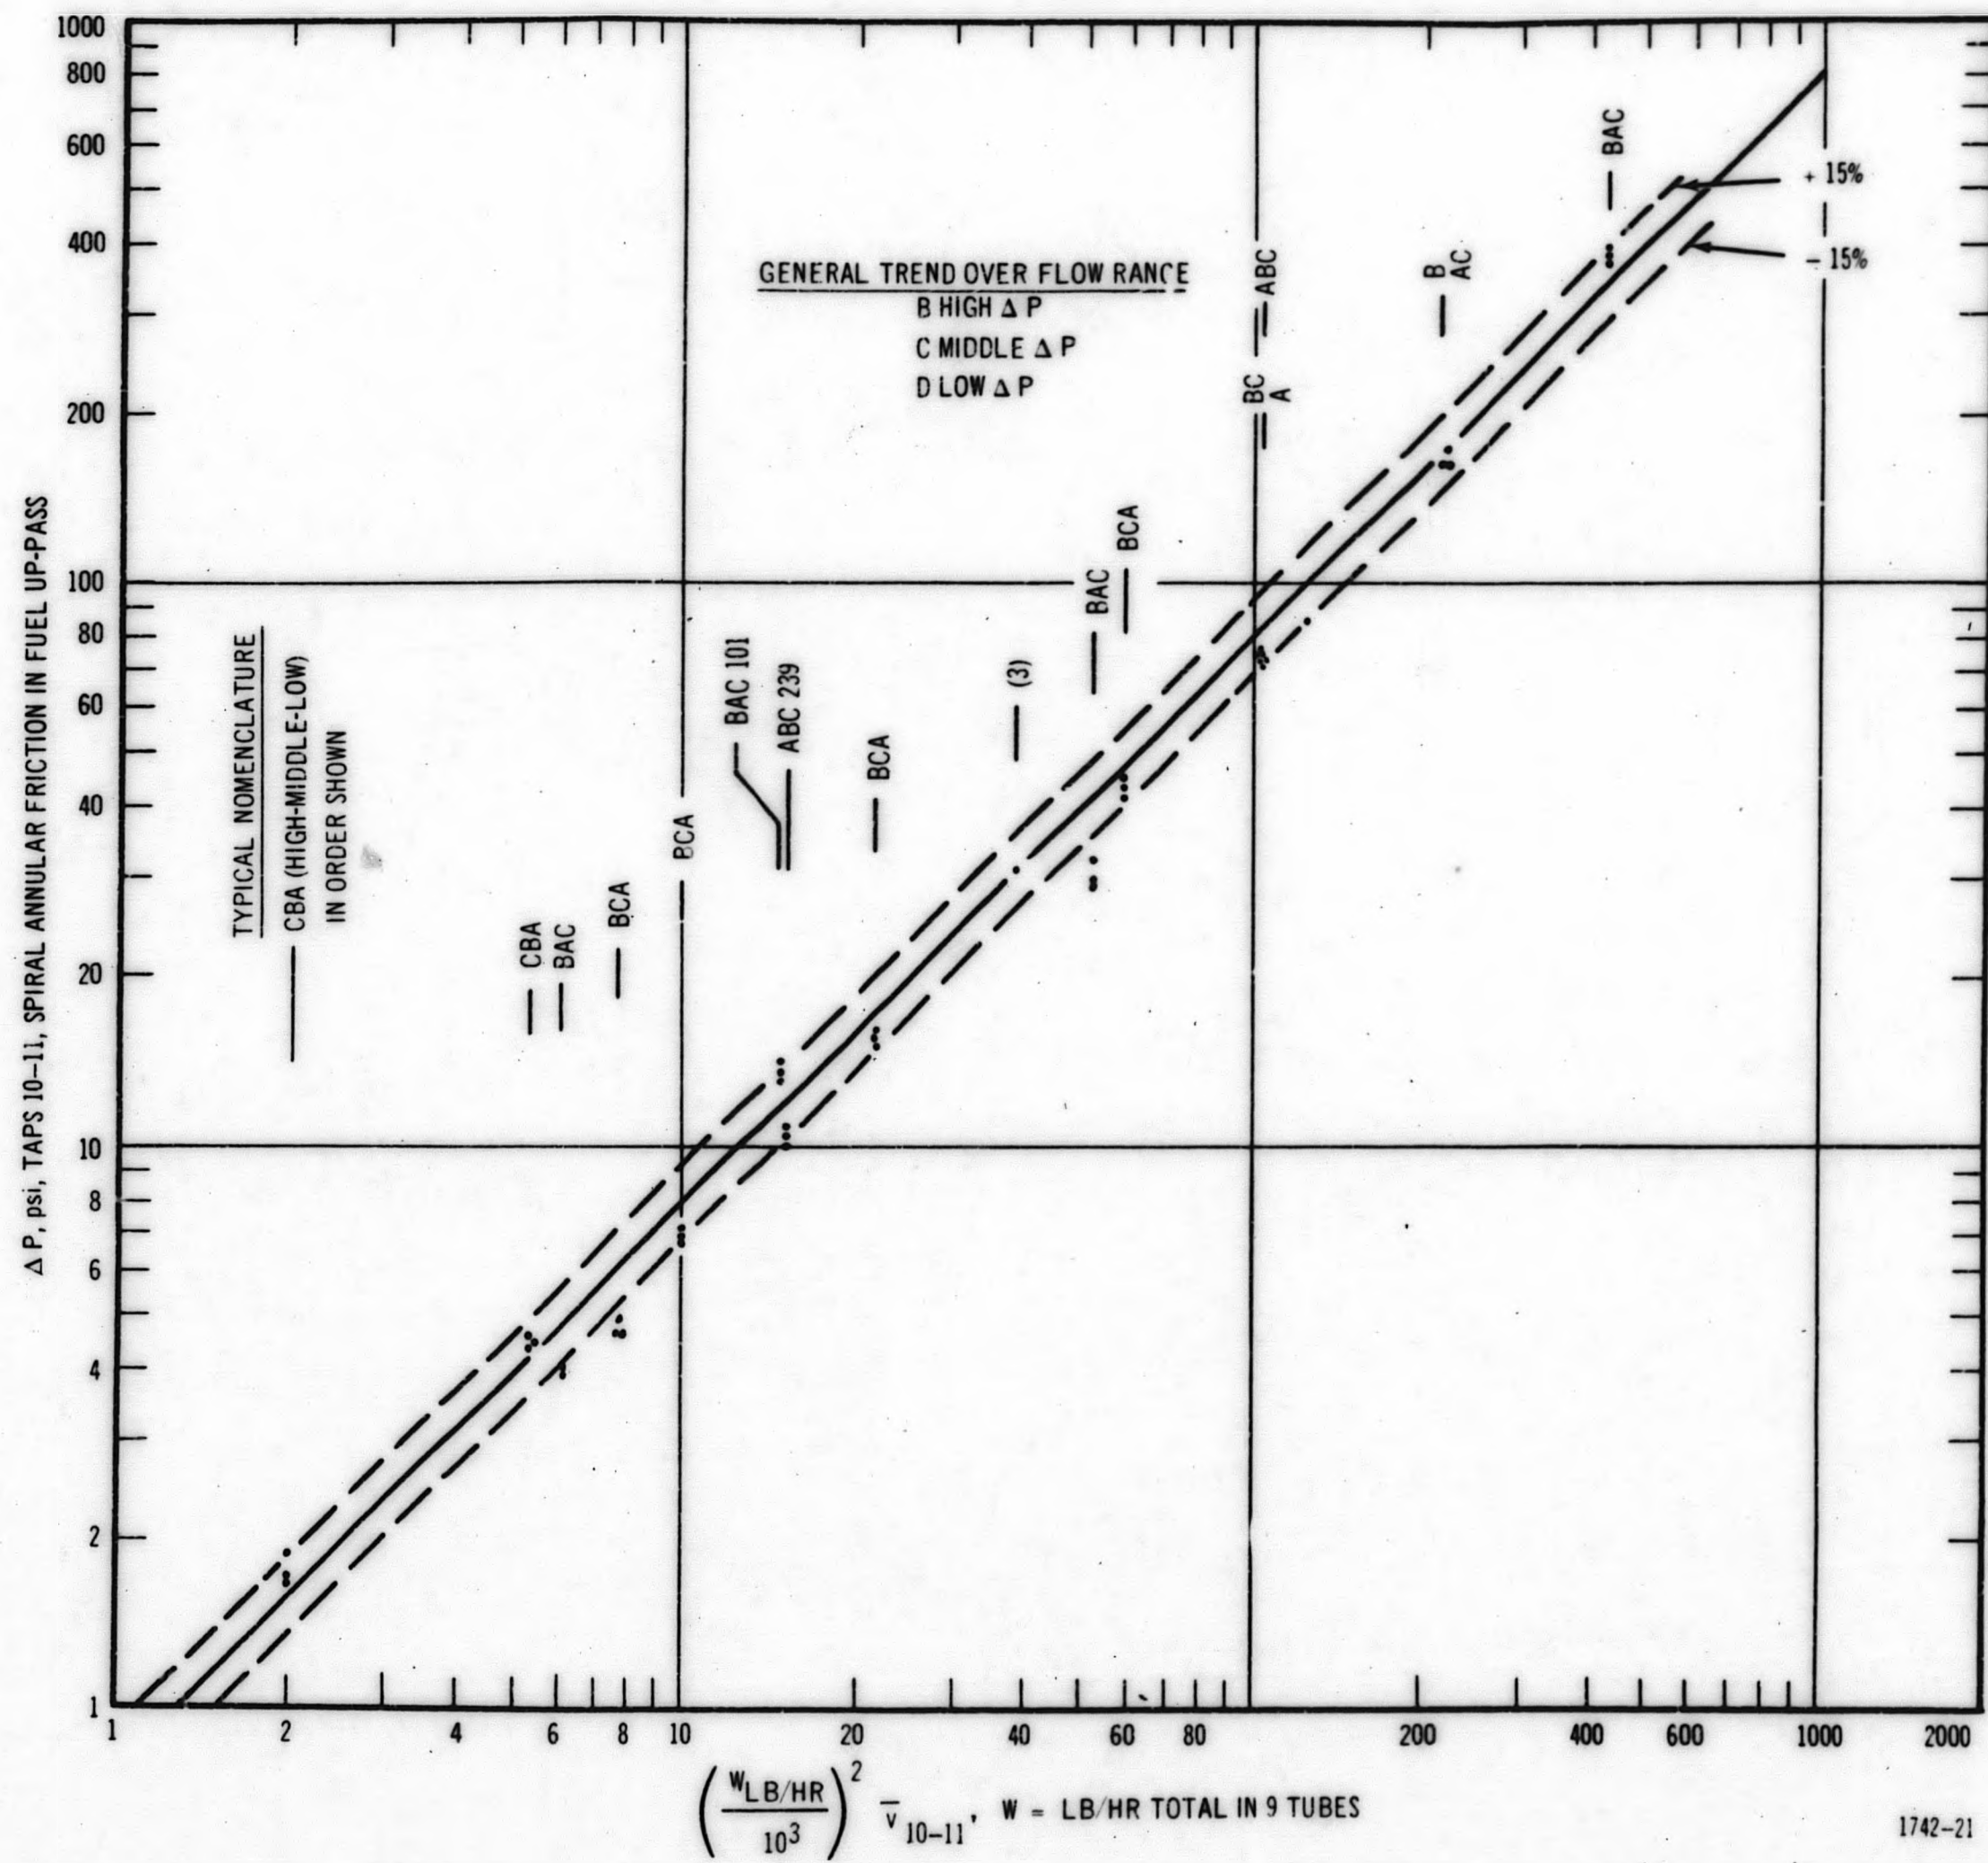 1000
800
600
400
200
100
80
60
40
20
10
8
6
4
2
1
Δ P, psi, TAPS 10-11, SPIRAL ANNULAR FRICTION IN FUEL UP-PASS
TYPICAL NOMENCLATURE
CBA (HIGH-MIDDLE-LOW)
IN ORDER SHOWN
GENERAL TREND OVER FLOW RANGE
B HIGH Δ P
C MIDDLE Δ P
D LOW Δ P
CBA
BAC
BCA
BCA
BAC 101
ABC 239
BCA
(3)
BAC
BCA
BC
A
ABC
B
AC
BAC
+ 15%
- 15%
1 2 4 6 8 10 20 40 60 80 200 400 600 1000 2000
(W LB/HR / 10³)² v̅ 10-11, W = LB/HR TOTAL IN 9 TUBES
1742-21